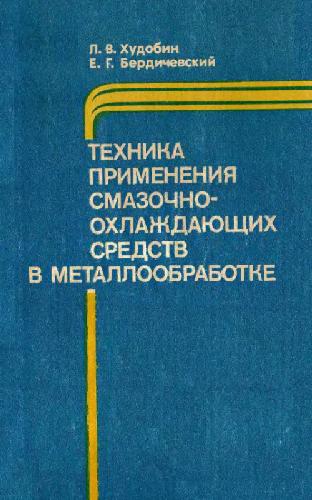 Л. В. Худобин
Е. Г. Бердичевский
ТЕХНИКА
ПРИМЕНЕНИЯ
СМАЗОЧНО-
ОХЛАЖДАЮЩИХ
СРЕДСТВ
В МЕТАЛЛООБРАБОТКЕ